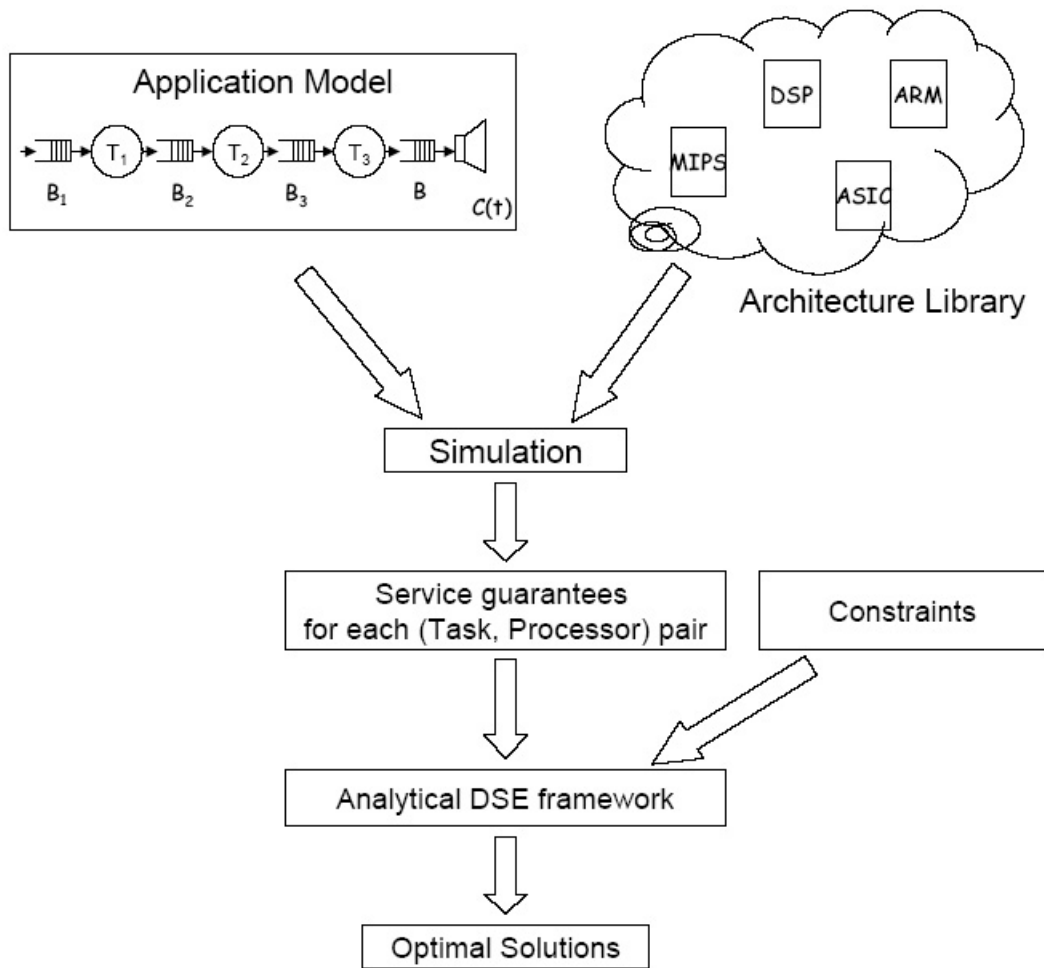 Application Model
T1
T2
T3
B1
B2
B3
B
C(t)
DSP
ARM
MIPS
ASIC
Architecture Library
Simulation
Service guarantees
for each (Task, Processor) pair
Constraints
Analytical DSE framework
Optimal Solutions